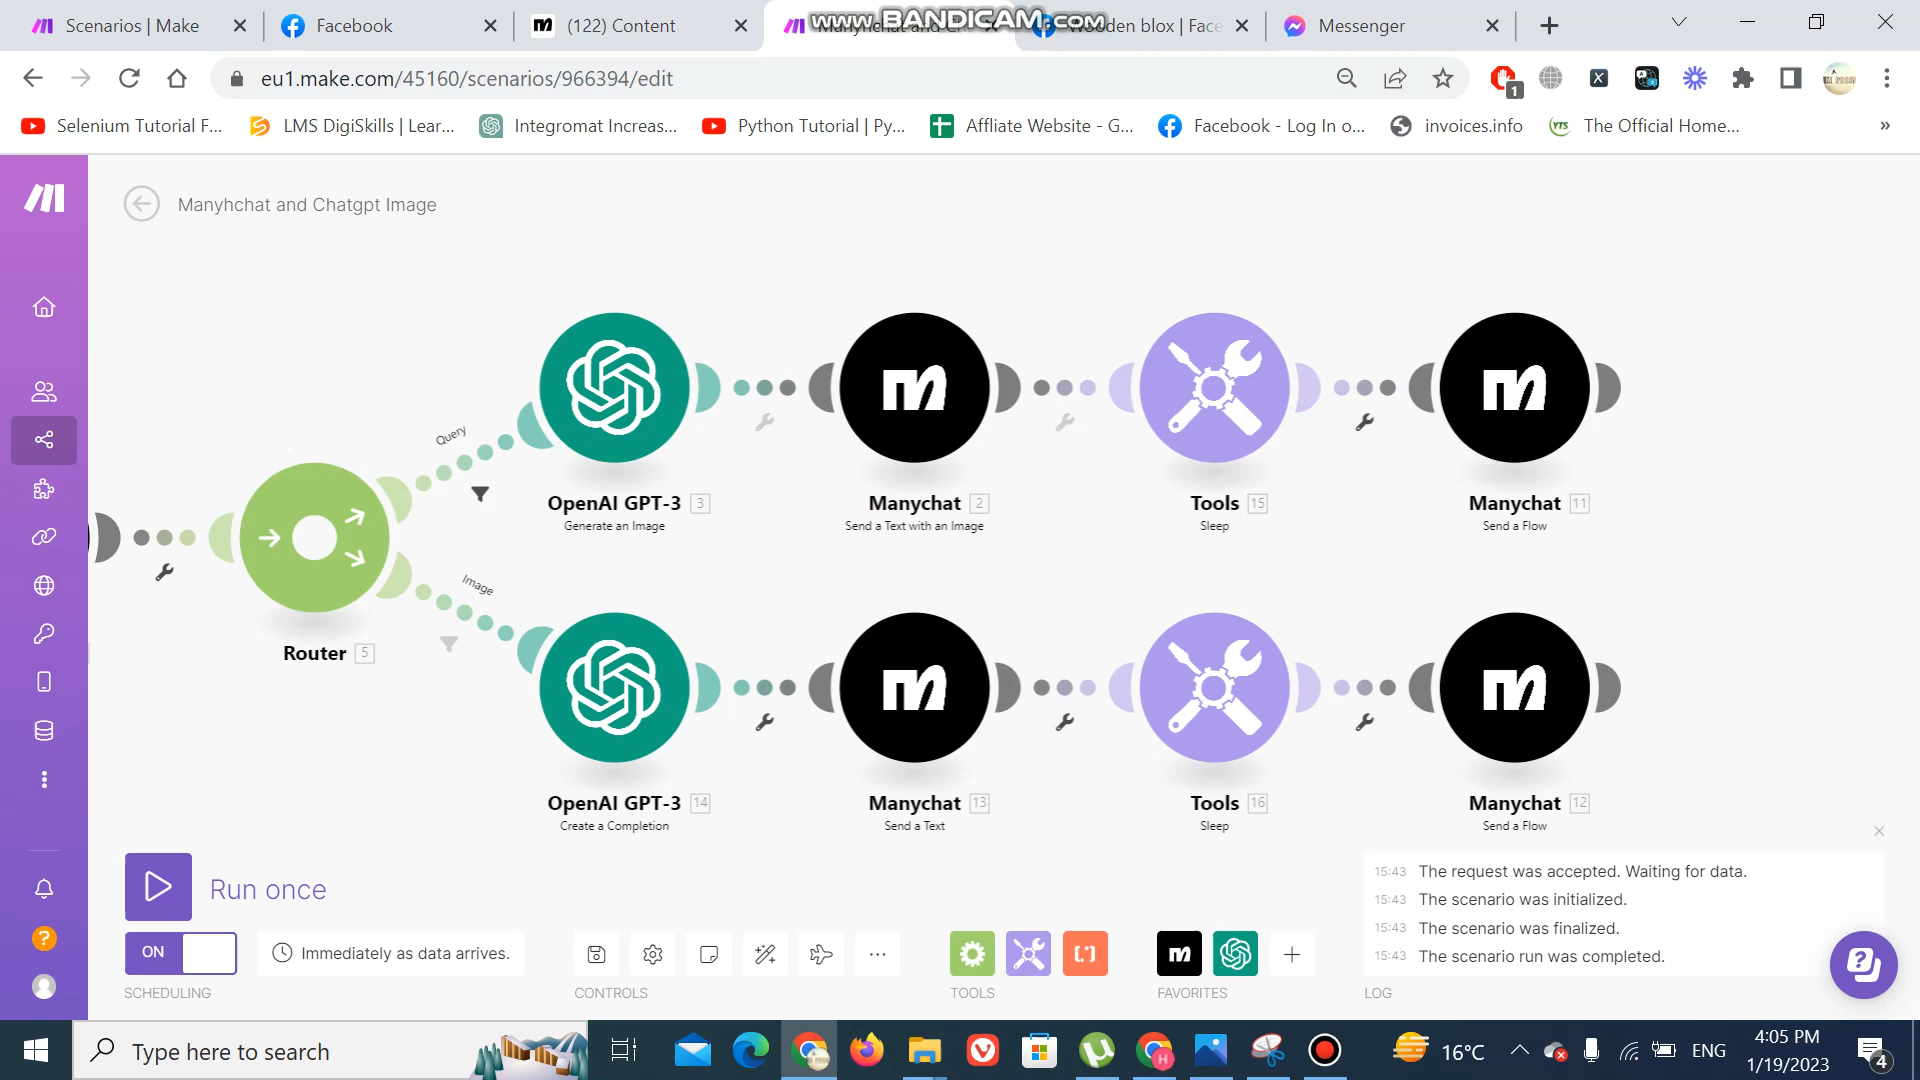 www.BANDICAM.com
Scenarios | Make
Facebook
(122) Content
Wooden blox | Face
Messenger
eu1.make.com/45160/scenarios/966394/edit
1
Selenium Tutorial F...
LMS DigiSkills | Lear...
Integromat Increas...
Python Tutorial | Py...
Affliate Website - G...
Facebook - Log In o...
invoices.info
The Official Home...
Manyhchat and Chatgpt Image
Query
OpenAI GPT-3 3
Generate an Image
Manychat 2
Send a Text with an Image
Tools 15
Sleep
Manychat 11
Send a Flow
Image
Router 5
OpenAI GPT-3 14
Create a Completion
Manychat 13
Send a Text
Tools 16
Sleep
Manychat 12
Send a Flow
Run once
15:43 The request was accepted. Waiting for data.
15:43 The scenario was initialized.
15:43 The scenario was finalized.
15:43 The scenario run was completed.
ON
Immediately as data arrives.
SCHEDULING
CONTROLS
TOOLS
FAVORITES
LOG
Type here to search
16°C
ENG
4:05 PM
1/19/2023
4